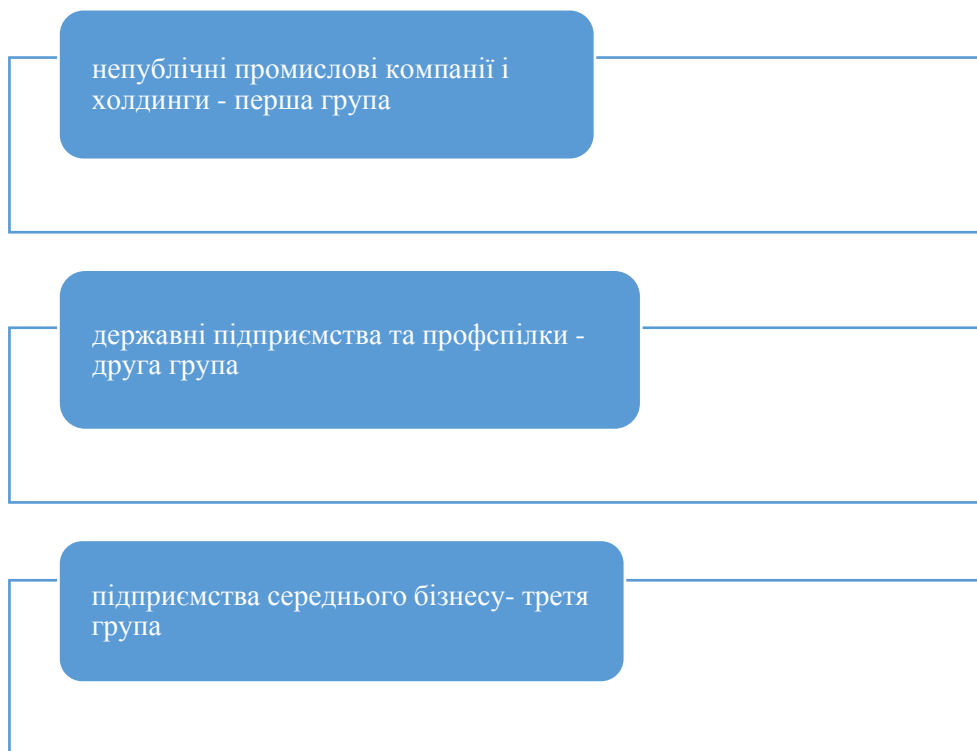 непублічні промислові компанії і
холдинги - перша група
державні підприємства та профспілки -
друга група
підприємства середнього бізнесу- третя
група